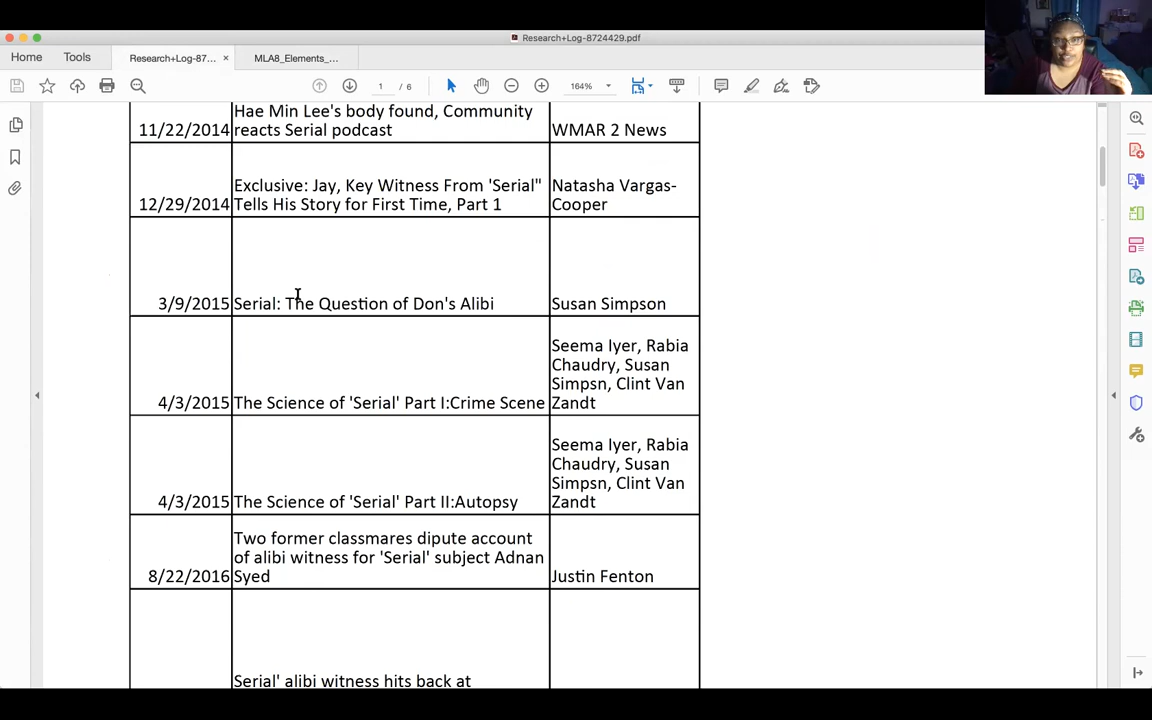 Research+Log-8724429.pdf
Home
Tools
Research+Log-87...
×
MLA8_Elements_...
1
/ 6
164%
11/22/2014
Hae Min Lee's body found, Community
reacts Serial podcast
WMAR 2 News
12/29/2014
Exclusive: Jay, Key Witness From 'Serial"
Tells His Story for First Time, Part 1
Natasha Vargas-
Cooper
3/9/2015
Serial: The Question of Don's Alibi
Susan Simpson
4/3/2015
The Science of 'Serial' Part I:Crime Scene
Seema Iyer, Rabia
Chaudry, Susan
Simpsn, Clint Van
Zandt
4/3/2015
The Science of 'Serial' Part II:Autopsy
Seema Iyer, Rabia
Chaudry, Susan
Simpsn, Clint Van
Zandt
8/22/2016
Two former classmares dipute account
of alibi witness for 'Serial' subject Adnan
Syed
Justin Fenton
Serial' alibi witness hits back at